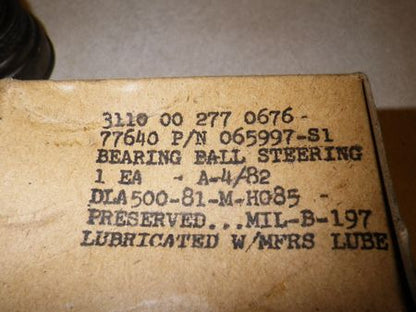 3110 00 277 0676-
77640 P/N 065997-S1
BEARING BALL STEERING
1 EA - A-4/82
DLA500-81-M-H085 -
PRESERVED...MIL-B-197
LUBRICATED W/MFRS LUBE